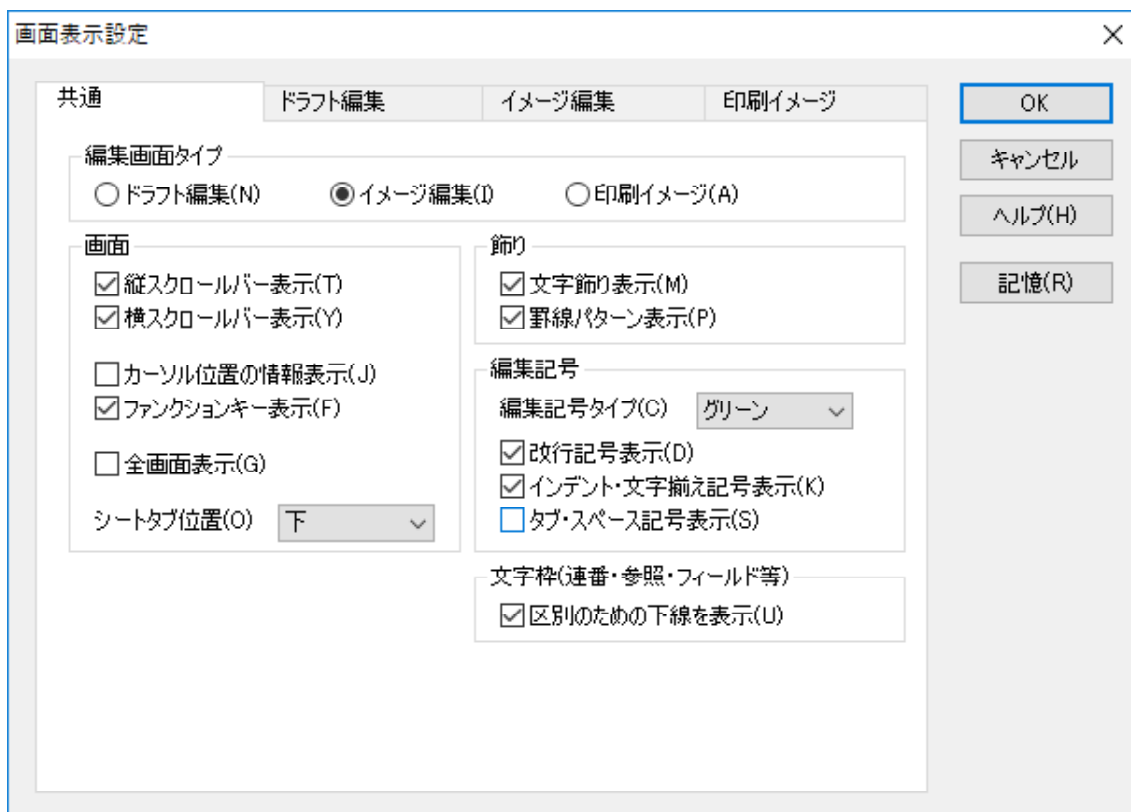 画面表示設定
共通
ドラフト編集
イメージ編集
印刷イメージ
OK
キャンセル
ヘルプ(H)
記憶(R)
編集画面タイプ
ドラフト編集(N)
イメージ編集(I)
印刷イメージ(A)
画面
縦スクロールバー表示(T)
横スクロールバー表示(Y)
カーソル位置の情報表示(J)
ファンクションキー表示(F)
全画面表示(G)
シートタブ位置(O)
下
飾り
文字飾り表示(M)
罫線パターン表示(P)
編集記号
編集記号タイプ(C)
グリーン
改行記号表示(D)
インデント・文字揃え記号表示(K)
タブ・スペース記号表示(S)
文字枠(連番・参照・フィールド等)
区別のための下線を表示(U)